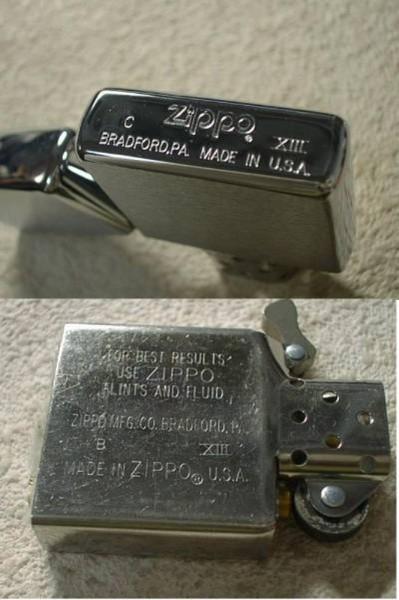 C Zippo® XIII
BRADFORD,PA. MADE IN U.S.A.
FOR BEST RESULTS
USE ZIPPO
FLINTS AND FLUID
ZIPPO MFG. CO. BRADFORD, PA.
B XIII
MADE IN ZIPPO® U.S.A.